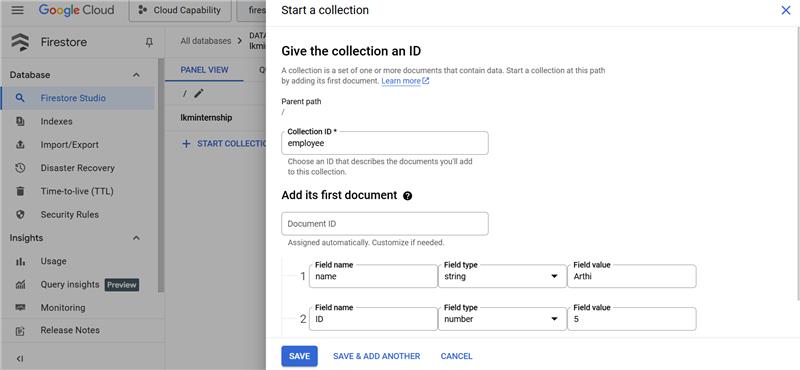 Google Cloud
Cloud Capability
fires
Start a collection
Firestore
All databases
DATA
lkminternship
Give the collection an ID
Database
PANEL VIEW
A collection is a set of one or more documents that contain data. Start a collection at this path
by adding its first document. Learn more
Firestore Studio
/
Parent path
/
Indexes
lkminternship
Collection ID *
employee
Import/Export
START COLLECTIO
Choose an ID that describes the documents you'll add
to this collection.
Disaster Recovery
Time-to-live (TTL)
Add its first document
Security Rules
Document ID
Insights
Assigned automatically. Customize if needed.
Usage
1
Field name
name
Field type
string
Field value
Arthi
Query insights
Preview
Monitoring
2
Field name
ID
Field type
number
Field value
5
Release Notes
SAVE
SAVE & ADD ANOTHER
CANCEL